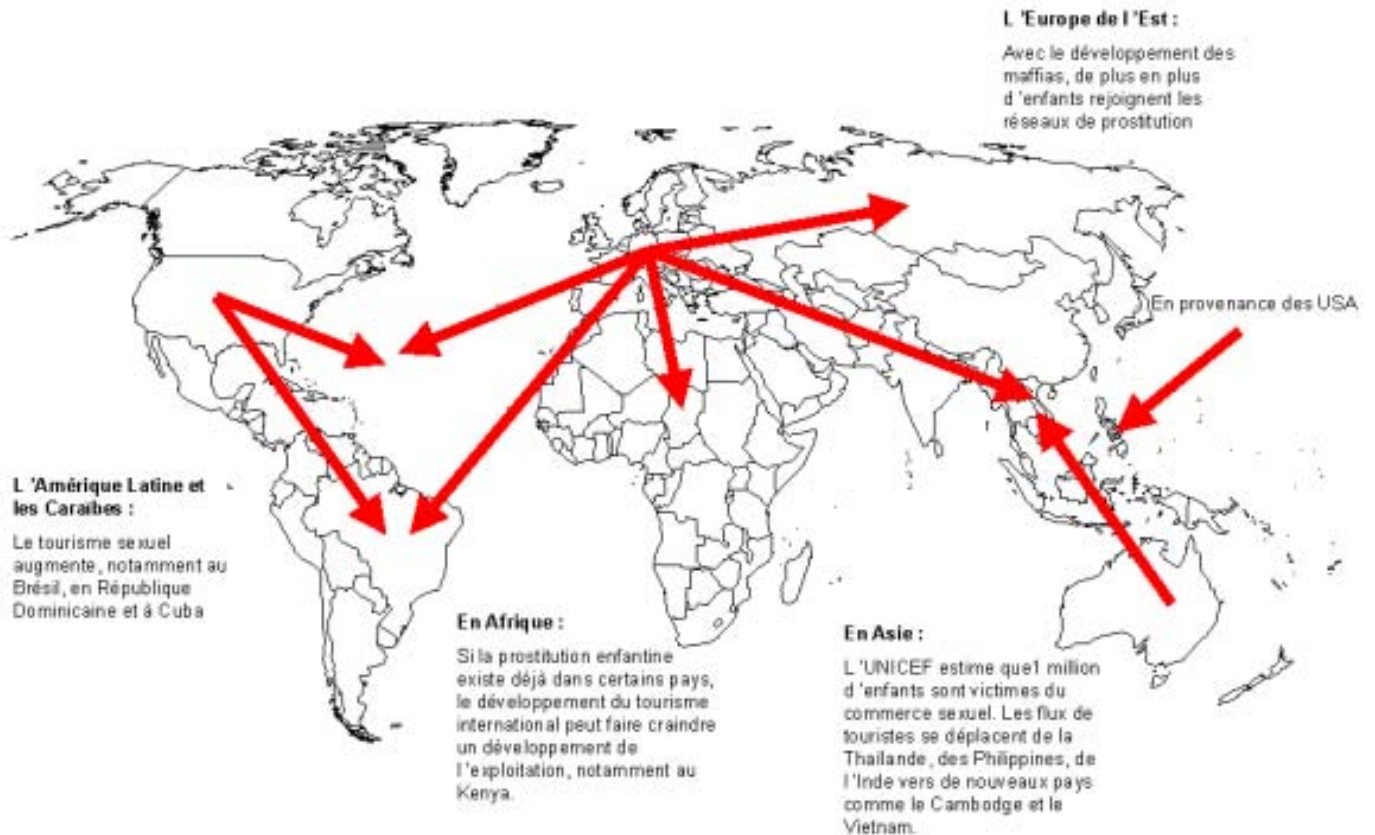 L 'Europe de l 'Est :
Avec le développement des
maffias, de plus en plus
d 'enfants rejoignent les
réseaux de prostitution
En provenance des USA
L 'Amérique Latine et
les Caraïbes :
Le tourisme sexuel
augmente, notamment au
Brésil, en République
Dominicaine et à Cuba
En Afrique :
Si la prostitution enfantine
existe déjà dans certains pays,
le développement du tourisme
international peut faire craindre
un développement de
l 'exploitation, notamment au
Kenya.
En Asie :
L 'UNICEF estime que1 million
d 'enfants sont victimes du
commerce sexuel. Les flux de
touristes se déplacent de la
Thaïlande, des Philippines, de
l 'Inde vers de nouveaux pays
comme le Cambodge et le
Vietnam.